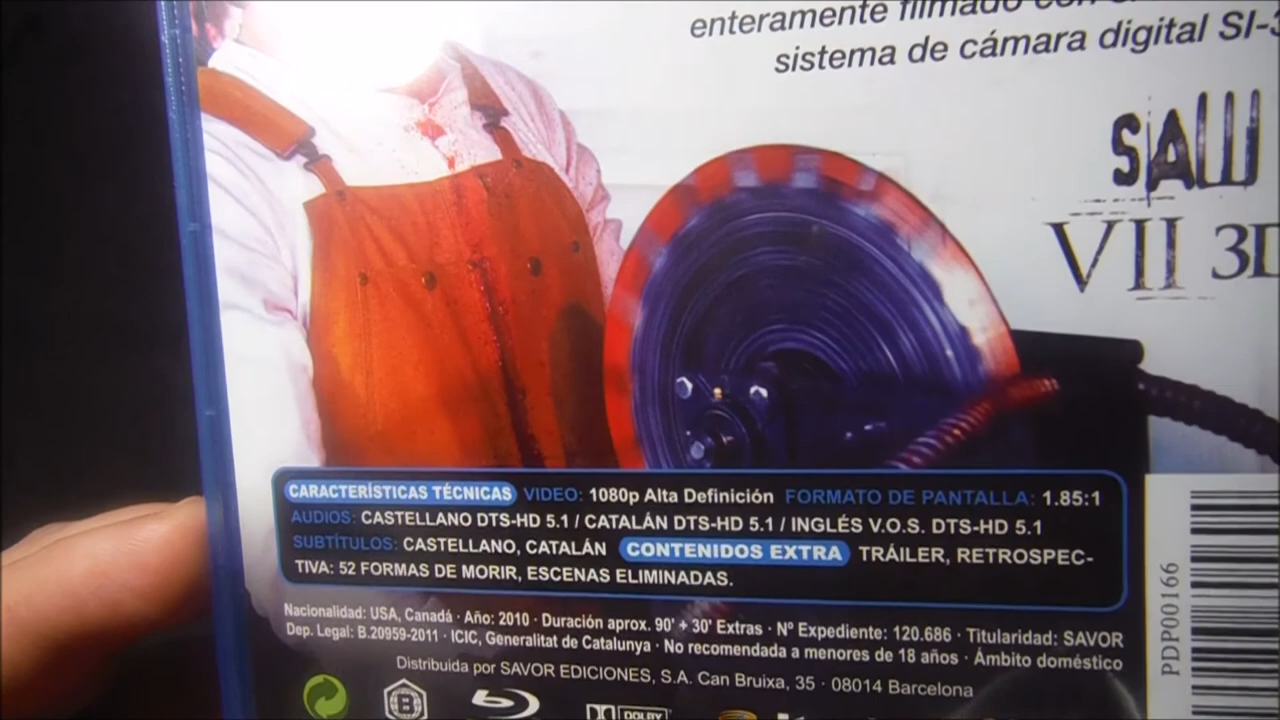 enteramente filmado con
sistema de cámara digital SI-3
SAW
VII 3D
CARACTERÍSTICAS TÉCNICAS VIDEO: 1080p Alta Definición FORMATO DE PANTALLA: 1.85:1
AUDIOS: CASTELLANO DTS-HD 5.1 / CATALÁN DTS-HD 5.1 / INGLÉS V.O.S. DTS-HD 5.1
SUBTÍTULOS: CASTELLANO, CATALÁN CONTENIDOS EXTRA TRÁILER, RETROSPEC-
TIVA: 52 FORMAS DE MORIR, ESCENAS ELIMINADAS.
Nacionalidad: USA, Canadá · Año: 2010 · Duración aprox. 90' + 30' Extras · Nº Expediente: 120.686 · Titularidad: SAVOR
Dep. Legal: B.20959-2011 · ICIC, Generalitat de Catalunya · No recomendada a menores de 18 años · Ámbito doméstico
Distribuida por SAVOR EDICIONES, S.A. Can Bruixa, 35 · 08014 Barcelona
PDP00166
B
DOLBY